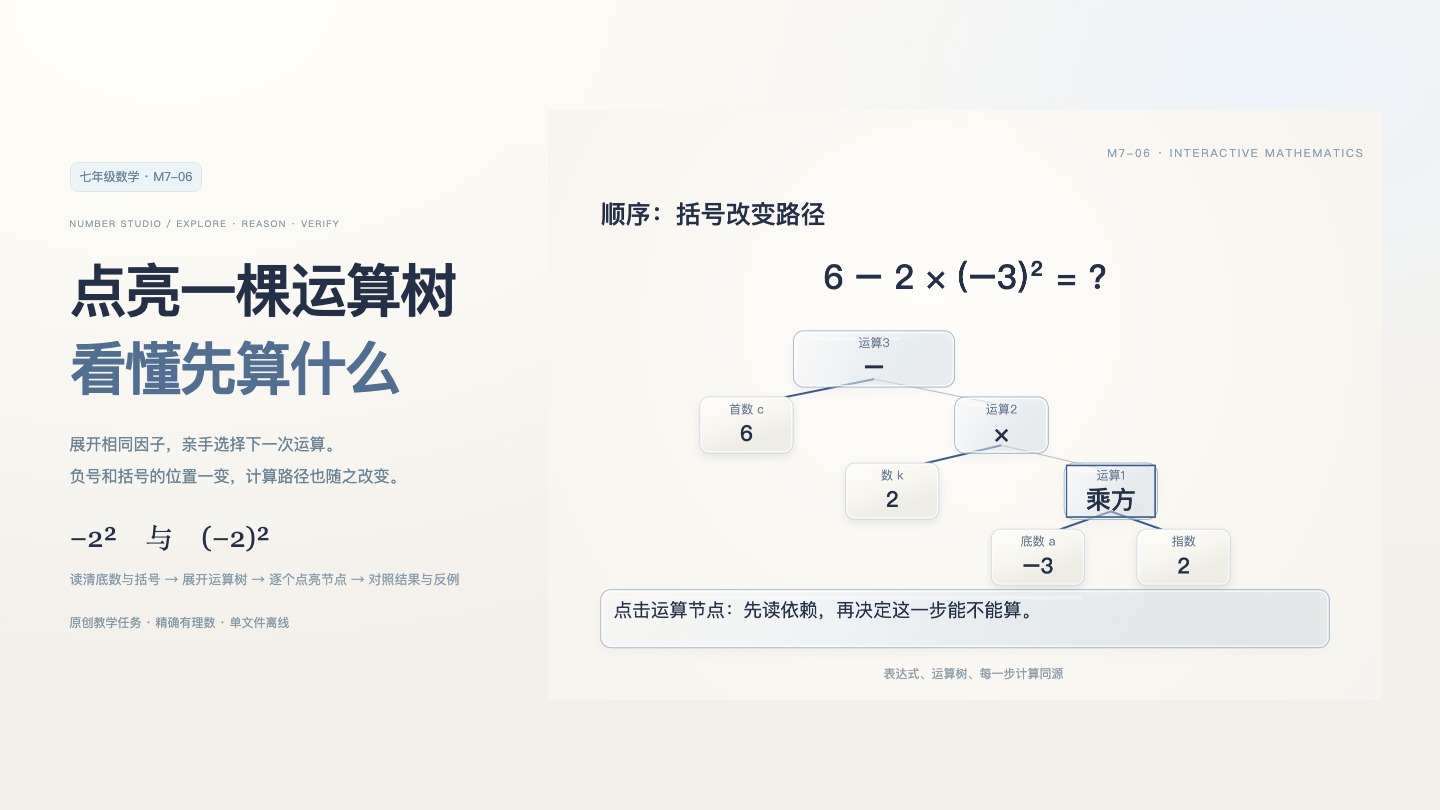 七年级数学 · M7–06
NUMBER STUDIO / EXPLORE · REASON · VERIFY
点亮一棵运算树
看懂先算什么
展开相同因子，亲手选择下一次运算。
负号和括号的位置一变，计算路径也随之改变。
−2² 与 (−2)²
读清底数与括号 → 展开运算树 → 逐个点亮节点 → 对照结果与反例
原创教学任务 · 精确有理数 · 单文件离线
M7–06 · INTERACTIVE MATHEMATICS
顺序：括号改变路径
6 − 2 × (−3)² = ?
运算3
−
首数 c
6
运算2
×
数 k
2
运算1
乘方
底数 a
−3
指数
2
点击运算节点：先读依赖，再决定这一步能不能算。
表达式、运算树、每一步计算同源